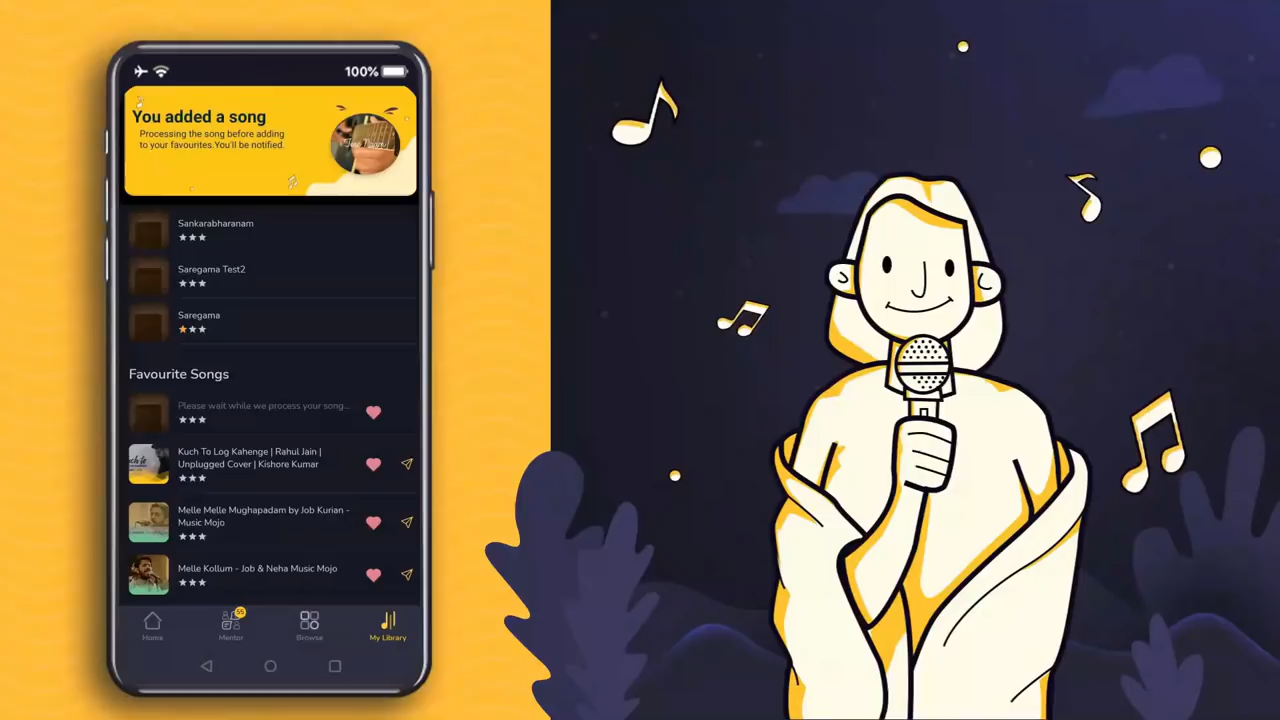 100%
You added a song
Processing the song before adding
to your favourites.You'll be notified.
Sankarabharanam
Saregama Test2
Saregama
Favourite Songs
Please wait while we process your song...
Kuch To Log Kahenge | Rahul Jain |
Unplugged Cover | Kishore Kumar
Melle Melle Mughapadam by Job Kurian -
Music Mojo
Melle Kollum - Job & Neha Music Mojo
55
Home
Mentor
Browse
My Library